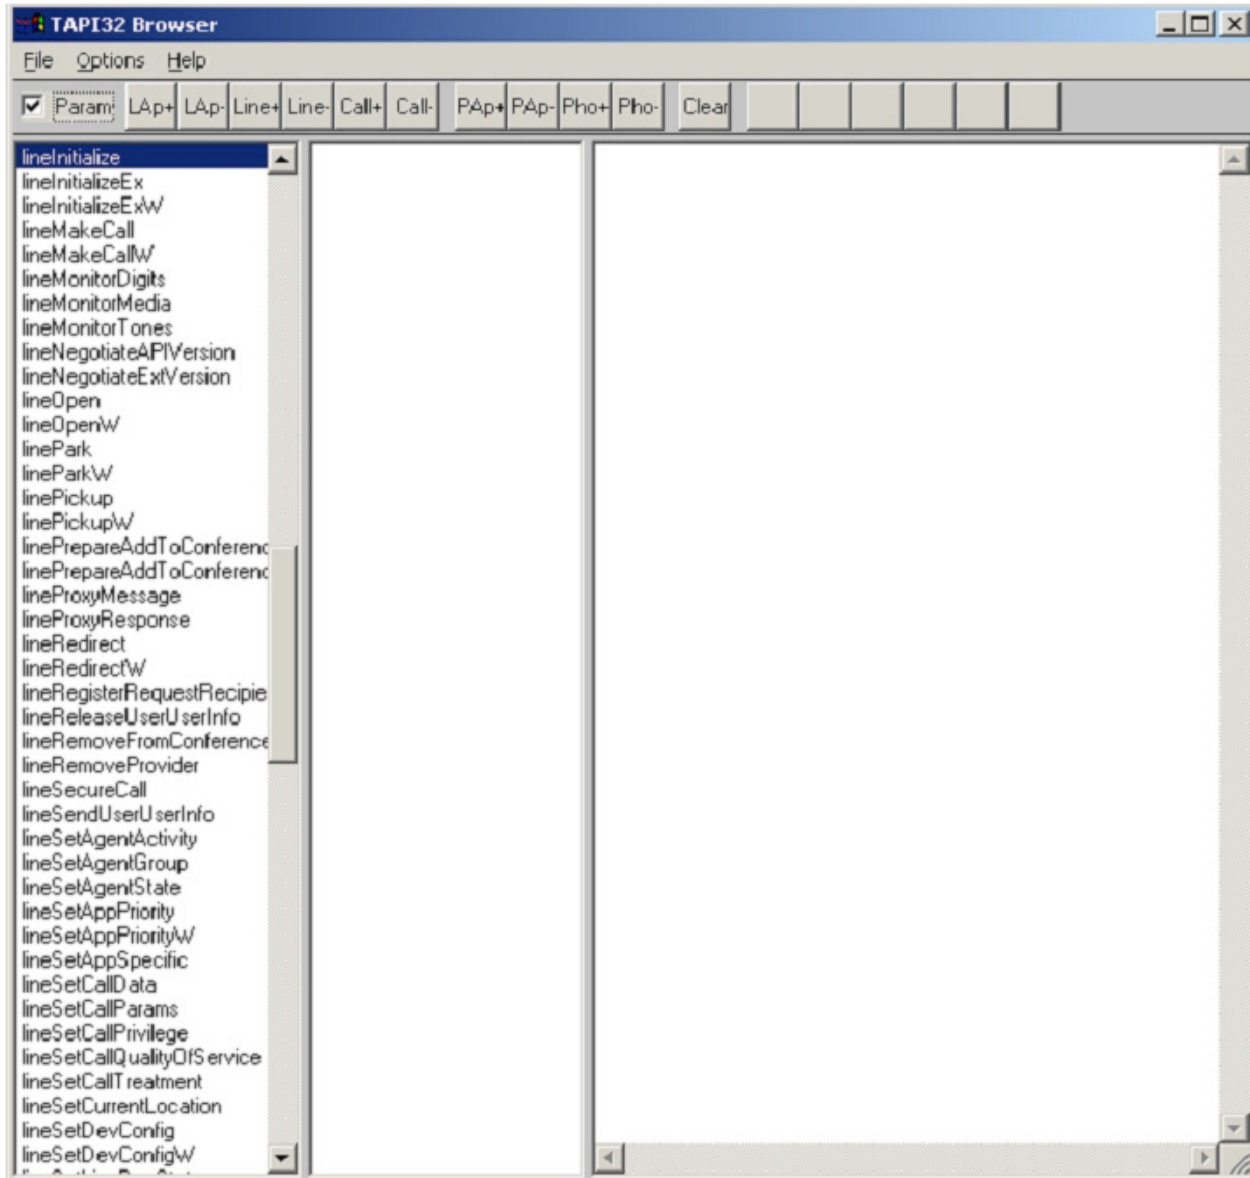 TAPI32 Browser
File Options Help
Param LAp+ LAp- Line+ Line- Call+ Call- PAp+ PAp- Pho+ Pho- Clear
lineInitialize
lineInitializeEx
lineInitializeExW
lineMakeCall
lineMakeCallW
lineMonitorDigits
lineMonitorMedia
lineMonitorTones
lineNegotiateAPIVersion
lineNegotiateExtVersion
lineOpen
lineOpenW
linePark
lineParkW
linePickup
linePickupW
linePrepareAddToConferenc
linePrepareAddToConferenc
lineProxyMessage
lineProxyResponse
lineRedirect
lineRedirectW
lineRegisterRequestRecipie
lineReleaseUserUserInfo
lineRemoveFromConference
lineRemoveProvider
lineSecureCall
lineSendUserUserInfo
lineSetAgentActivity
lineSetAgentGroup
lineSetAgentState
lineSetAppPriority
lineSetAppPriorityW
lineSetAppSpecific
lineSetCallData
lineSetCallParams
lineSetCallPrivilege
lineSetCallQualityOfService
lineSetCallTreatment
lineSetCurrentLocation
lineSetDevConfig
lineSetDevConfigW